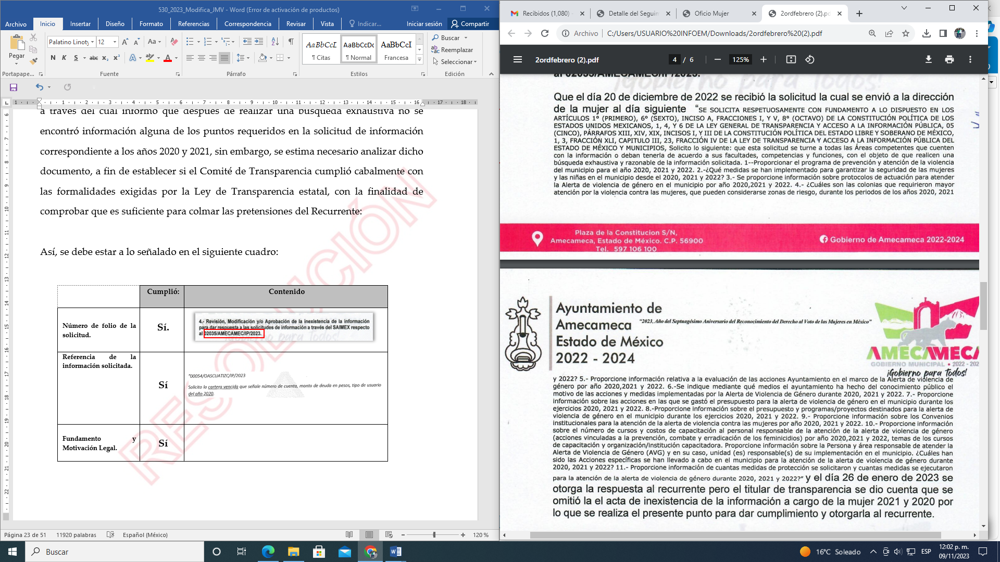 530_2023_Modifica_JMV - Word (Error de activación de productos)
Archivo Inicio Insertar Diseño Formato Referencias Correspondencia Revisar Vista Indicar... Iniciar sesión Compartir
Pegar
Palatino Linoty 12
N K S abc x₂ x²
AaBbCcL AaBbCcDc AaBbCcI
¶ Citas ¶ Normal Francesa
Buscar
Reemplazar
Seleccionar
Portapape... Fuente Párrafo Estilos Edición
a través del cual informó que después de realizar una búsqueda exhaustiva no se
encontró información alguna de los puntos requeridos en la solicitud de información
correspondiente a los años 2020 y 2021, sin embargo, se estima necesario analizar dicho
documento, a fin de establecer si el Comité de Transparencia cumplió cabalmente con
las formalidades exigidas por la Ley de Transparencia estatal, con la finalidad de
comprobar que es suficiente para colmar las pretensiones del Recurrente:
Así, se debe estar a lo señalado en el siguiente cuadro:
Cumplió: Contenido
Número de folio de la
solicitud.
Sí.
4.- Revisión, Modificación y/o Aprobación de la inexistencia de la información
para dar respuesta a las solicitudes de información a través del SAIMEX respecto
al 02035/AMECAMEC/IP/2023.
Referencia de la
información solicitada.
Sí
"00054/OASCUATIZC/IP/2023
Solicito la cartera vencida que señale número de cuenta, monto de deuda en pesos, tipo de usuario
del año 2020.
Fundamento y
Motivación Legal.
Sí
RESOLUCIÓN
Página 23 de 51 11920 palabras Español (México) 120 %
Recibidos (1,080) - Detalle del Seguim Oficio Mujer 2ordfebrero (2).pd
Archivo C:/Users/USUARIO%20INFOEM/Downloads/2ordfebrero%20(2).pdf
2ordfebrero (2).pdf 4 / 6 125%
al 02035/AMECAMEC/IP/2023.
¡Gobierno para Todos!
Que el día 20 de diciembre de 2022 se recibió la solicitud la cual se envió a la dirección
de la mujer al día siguiente "SE SOLICITA RESPETUOSAMENTE CON FUNDAMENTO A LO DISPUESTO EN LOS
ARTÍCULOS 1º (PRIMERO), 6º (SEXTO), INCISO A, FRACCIONES I, Y V, 8º (OCTAVO) DE LA CONSTITUCIÓN POLÍTICA DE LOS
ESTADOS UNIDOS MEXICANOS, 1, 4, Y 6 DE LA LEY GENERAL DE TRANSPARENCIA Y ACCESO A LA INFORMACIÓN PÚBLICA, 05
(CINCO), PÁRRAFOS XIII, XIV, XIX, INCISOS I, Y III DE LA CONSTITUCIÓN POLÍTICA DEL ESTADO LIBRE Y SOBERANO DE MÉXICO,
1, 3, FRACCIÓN XLI, CAPITULO III, 23, FRACCIÓN IV DE LA LEY DE TRANSPARENCIA Y ACCESO A LA INFORMACIÓN PÚBLICA DEL
ESTADO DE MÉXICO Y MUNICIPIOS, Solicito lo siguiente: que esta solicitud se turne a todas las Áreas competentes que cuenten
con la información o deban tenerla de acuerdo a sus facultades, competencias y funciones, con el objeto de que realicen una
búsqueda exhaustiva y razonable de la información solicitada. 1--Proporcionar el programa de prevención y atención de la violencia
del municipio para el año 2020, 2021 y 2022. 2.-¿Qué medidas se han implementado para garantizar la seguridad de las mujeres
y las niñas en el municipio desde el 2020, 2021 y 2022? 3.- Se proporcione información sobre protocolos de actuación para atender
la Alerta de violencia de género en el municipio por año 2020,2021 y 2022. 4.- ¿Cuáles son las colonias que requirieron mayor
atención por la violencia contra las mujeres, que pueden considerarse zonas de riesgo, durante los periodos de los años 2020, 2021
Plaza de la Constitucion S/N,
Amecameca, Estado de México. C.P. 56900
Tel. 597 106 100
Gobierno de Amecameca 2022-2024
Ayuntamiento de
Amecameca
Estado de México
2022 - 2024
"2023, Año del Septuagésimo Aniversario del Reconocimiento del Derecho al Voto de las Mujeres en México"
AMECAMECA
GOBIERNO MUNICIPAL • 2022-202
¡Gobierno para Todos!
y 2022? 5.- Proporcione información relativa a la evaluación de las acciones Ayuntamiento en el marco de la Alerta de violencia de
género por año 2020,2021 y 2022. 6.-Se indique mediante qué medios el ayuntamiento ha hecho del conocimiento público el
motivo de las acciones y medidas implementadas por la Alerta de Violencia de Género durante 2020, 2021 y 2022. 7.- Proporcione
información sobre las acciones en las que se gastó el presupuesto para la alerta de violencia de género en el municipio durante los
ejercicios 2020, 2021 y 2022. 8.-Proporcione información sobre el presupuesto y programas/proyectos destinados para la alerta de
violencia de género en el municipio durante los ejercicios 2020, 2021 y 2022. 9.- Proporcione información sobre los Convenios
institucionales para la atención de la alerta de violencia contra las mujeres por año 2020, 2021 y 2022. 10.- Proporcione información
sobre el número de cursos y costos de capacitación al personal responsable de la atención de la alerta de violencia de género
(acciones vinculadas a la prevención, combate y erradicación de los feminicidios) por año 2020,2021 y 2022, temas de los cursos
de capacitación y organización/Institución capacitadora. Proporcione información sobre la Persona y área responsable de atender la
Alerta de Violencia de Género (AVG) y en su caso, unidad (es) responsable(s) de su implementación en el municipio. ¿Cuáles han
sido las Acciones específicas se han llevado a cabo en el municipio para la atención de la alerta de violencia de género durante
2020, 2021 y 2022? 11.- Proporcione información de cuantas medidas de protección se solicitaron y cuantas medidas se ejecutaron
para la atención de la alerta de violencia de género durante 2020, 2021 y 2022?" y el día 26 de enero de 2023 se
otorga la respuesta al recurrente pero el titular de transparencia se dio cuenta que se
omitió la el acta de inexistencia de la información a cargo de la mujer 2021 y 2020 por
lo que se realiza el presente punto para dar cumplimiento y otorgarla al recurrente.
Buscar
16°C Soleado ESP 12:02 p. m.
09/11/2023